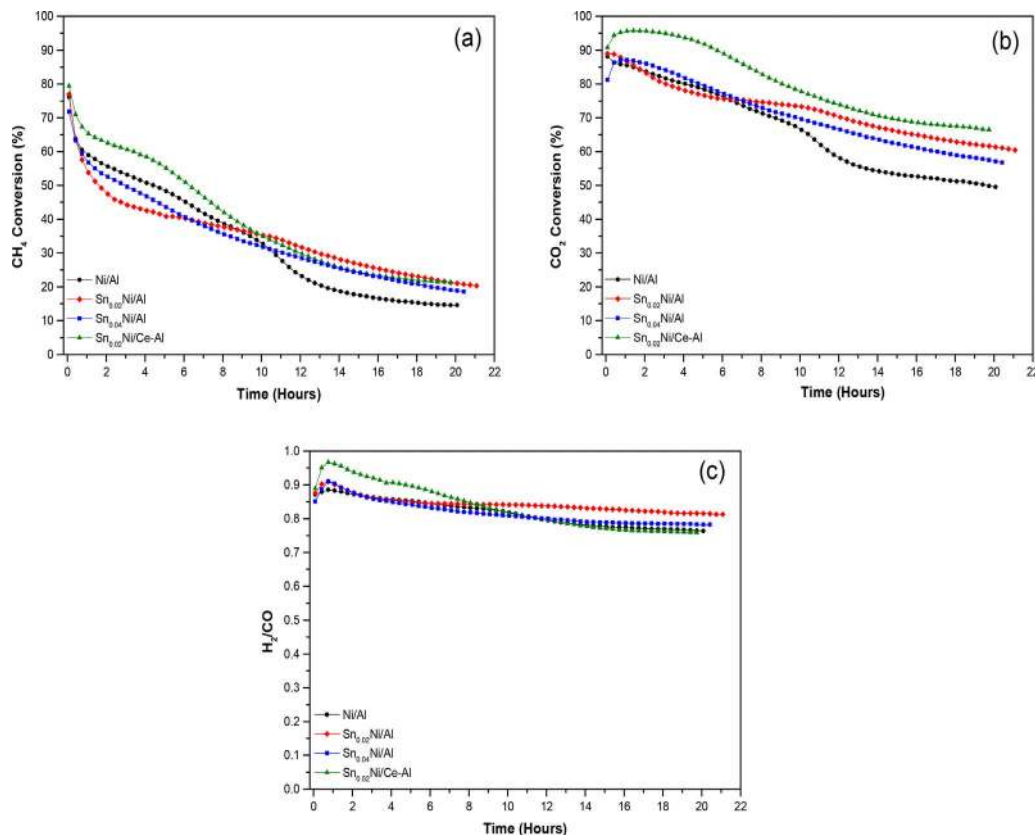 (a)
100
90
80
70
60
50
40
30
20
10
0
CH₄ Conversion (%)
Ni/Al
Sn₀.₀₂Ni/Al
Sn₀.₀₄Ni/Al
Sn₀.₀₂Ni/Ce-Al
0 2 4 6 8 10 12 14 16 18 20 22
Time (Hours)
(b)
100
90
80
70
60
50
40
30
20
10
0
CO₂ Conversion (%)
Ni/Al
Sn₀.₀₂Ni/Al
Sn₀.₀₄Ni/Al
Sn₀.₀₂Ni/Ce-Al
0 2 4 6 8 10 12 14 16 18 20 22
Time (Hours)
(c)
1.0
0.9
0.8
0.7
0.6
0.5
0.4
0.3
0.2
0.1
0.0
H₂/CO
Ni/Al
Sn₀.₀₂Ni/Al
Sn₀.₀₄Ni/Al
Sn₀.₀₂Ni/Ce-Al
0 2 4 6 8 10 12 14 16 18 20 22
Time (Hours)